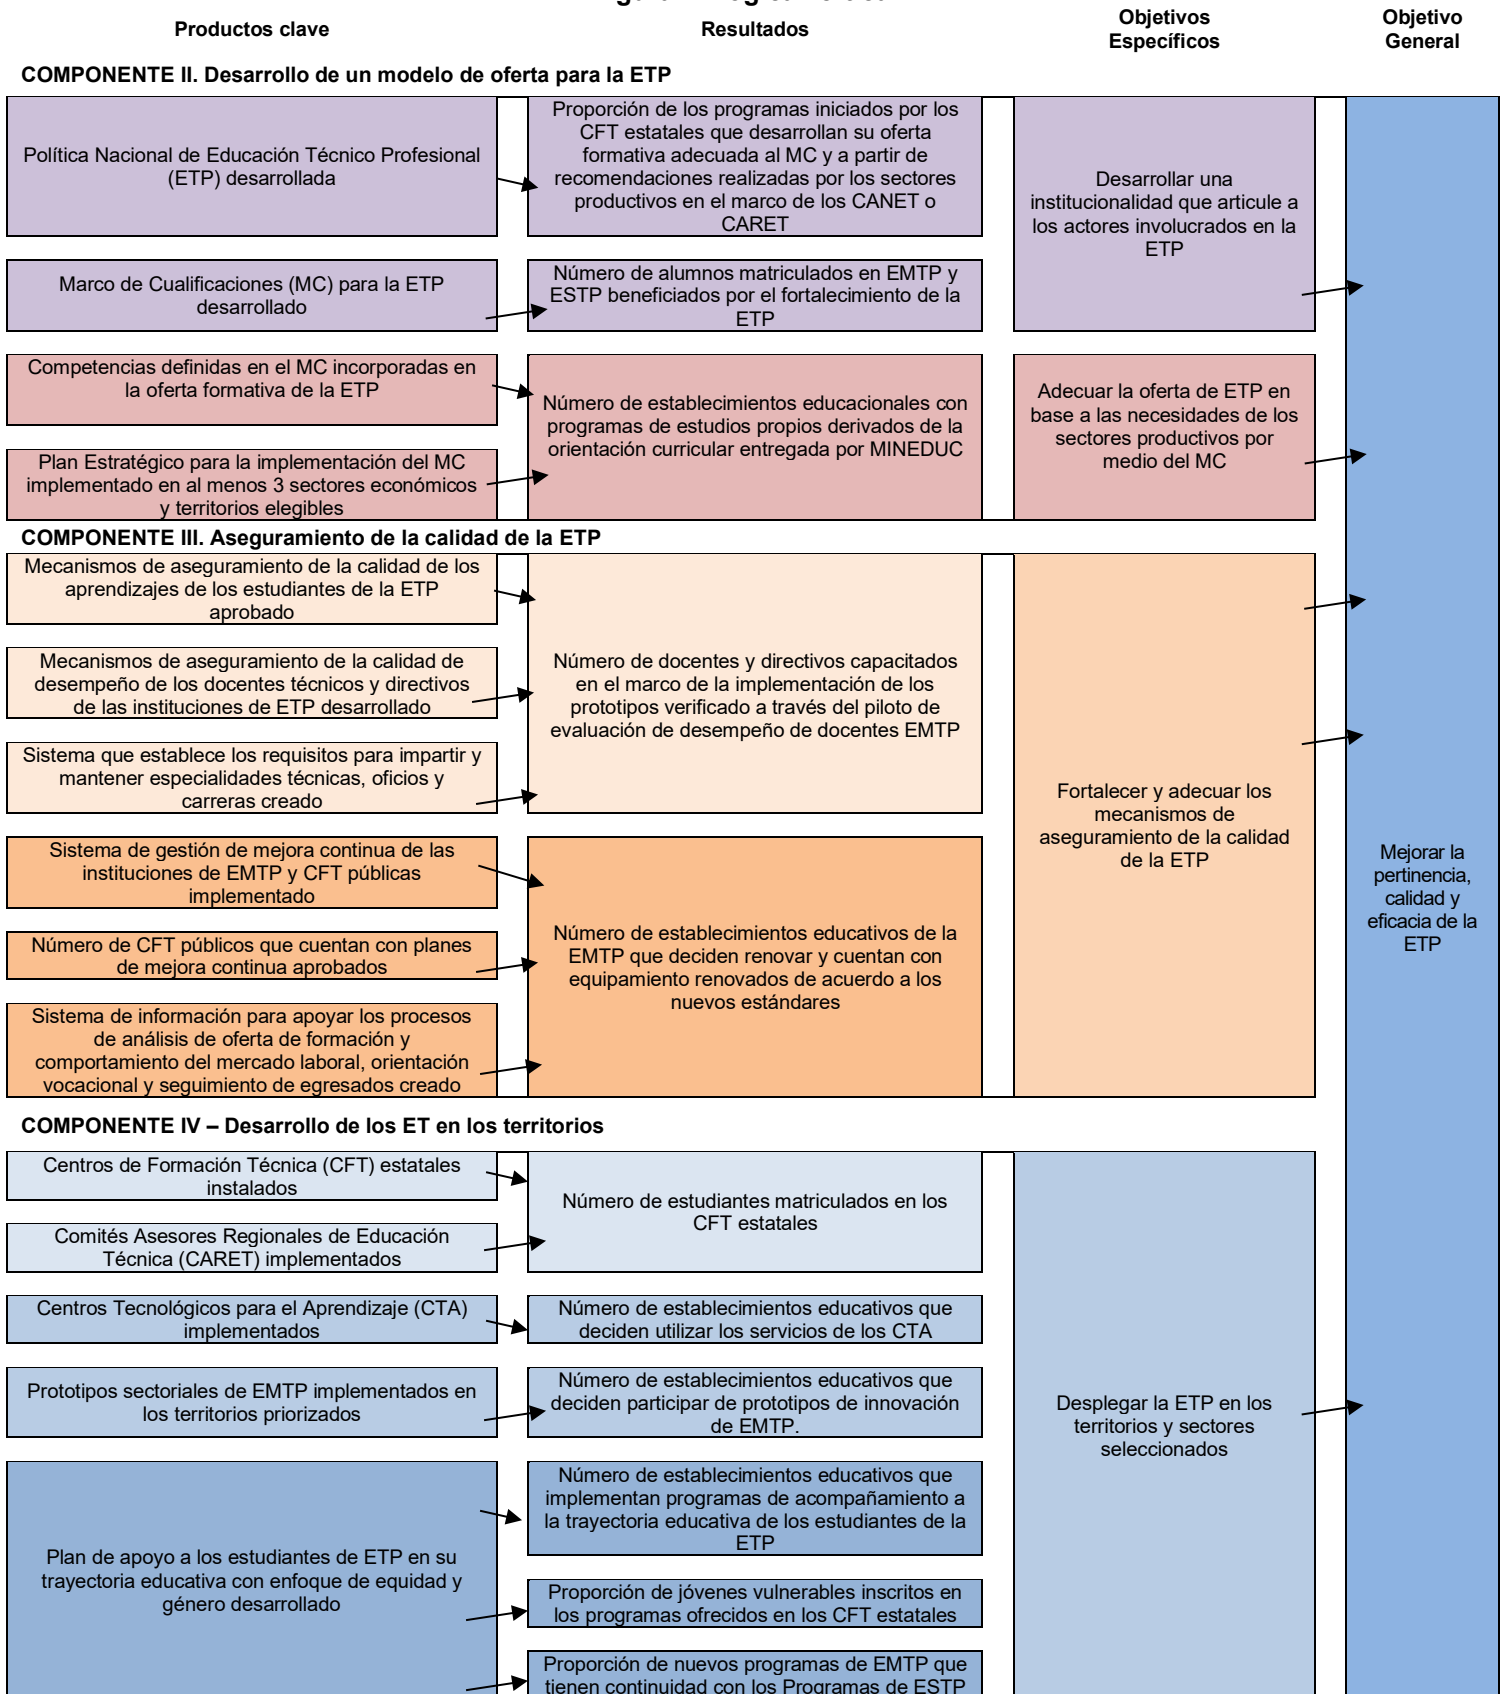 Productos clave
Resultados
Objetivos
Específicos
Objetivo
General
COMPONENTE II. Desarrollo de un modelo de oferta para la ETP
Política Nacional de Educación Técnico Profesional
(ETP) desarrollada
Proporción de los programas iniciados por los
CFT estatales que desarrollan su oferta
formativa adecuada al MC y a partir de
recomendaciones realizadas por los sectores
productivos en el marco de los CANET o
CARET
Desarrollar una
institucionalidad que articule a
los actores involucrados en la
ETP
Marco de Cualificaciones (MC) para la ETP
desarrollado
Número de alumnos matriculados en EMTP y
ESTP beneficiados por el fortalecimiento de la
ETP
Competencias definidas en el MC incorporadas en
la oferta formativa de la ETP
Número de establecimientos educacionales con
programas de estudios propios derivados de la
orientación curricular entregada por MINEDUC
Adecuar la oferta de ETP en
base a las necesidades de los
sectores productivos por
medio del MC
Plan Estratégico para la implementación del MC
implementado en al menos 3 sectores económicos
y territorios elegibles
COMPONENTE III. Aseguramiento de la calidad de la ETP
Mecanismos de aseguramiento de la calidad de los
aprendizajes de los estudiantes de la ETP
aprobado
Mecanismos de aseguramiento de la calidad de
desempeño de los docentes técnicos y directivos
de las instituciones de ETP desarrollado
Número de docentes y directivos capacitados
en el marco de la implementación de los
prototipos verificado a través del piloto de
evaluación de desempeño de docentes EMTP
Sistema que establece los requisitos para impartir y
mantener especialidades técnicas, oficios y
carreras creado
Fortalecer y adecuar los
mecanismos de
aseguramiento de la calidad
de la ETP
Mejorar la
pertinencia,
calidad y
eficacia de la
ETP
Sistema de gestión de mejora continua de las
instituciones de EMTP y CFT públicas
implementado
Número de CFT públicos que cuentan con planes
de mejora continua aprobados
Número de establecimientos educativos de la
EMTP que deciden renovar y cuentan con
equipamiento renovados de acuerdo a los
nuevos estándares
Sistema de información para apoyar los procesos
de análisis de oferta de formación y
comportamiento del mercado laboral, orientación
vocacional y seguimiento de egresados creado
COMPONENTE IV – Desarrollo de los ET en los territorios
Centros de Formación Técnica (CFT) estatales
instalados
Número de estudiantes matriculados en los
CFT estatales
Comités Asesores Regionales de Educación
Técnica (CARET) implementados
Centros Tecnológicos para el Aprendizaje (CTA)
implementados
Número de establecimientos educativos que
deciden utilizar los servicios de los CTA
Prototipos sectoriales de EMTP implementados en
los territorios priorizados
Número de establecimientos educativos que
deciden participar de prototipos de innovación
de EMTP.
Desplegar la ETP en los
territorios y sectores
seleccionados
Plan de apoyo a los estudiantes de ETP en su
trayectoria educativa con enfoque de equidad y
género desarrollado
Número de establecimientos educativos que
implementan programas de acompañamiento a
la trayectoria educativa de los estudiantes de la
ETP
Proporción de jóvenes vulnerables inscritos en
los programas ofrecidos en los CFT estatales
Proporción de nuevos programas de EMTP que
tienen continuidad con los Programas de ESTP